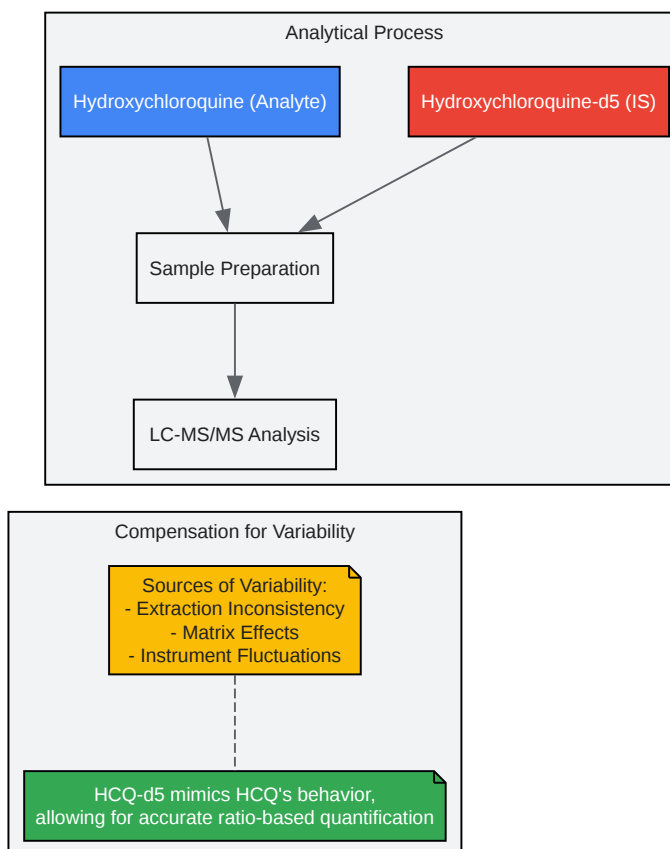 Analytical Process
Hydroxychloroquine (Analyte)
Hydroxychloroquine-d5 (IS)
Sample Preparation
LC-MS/MS Analysis
Compensation for Variability
Sources of Variability:
- Extraction Inconsistency
- Matrix Effects
- Instrument Fluctuations
HCQ-d5 mimics HCQ's behavior,
allowing for accurate ratio-based quantification